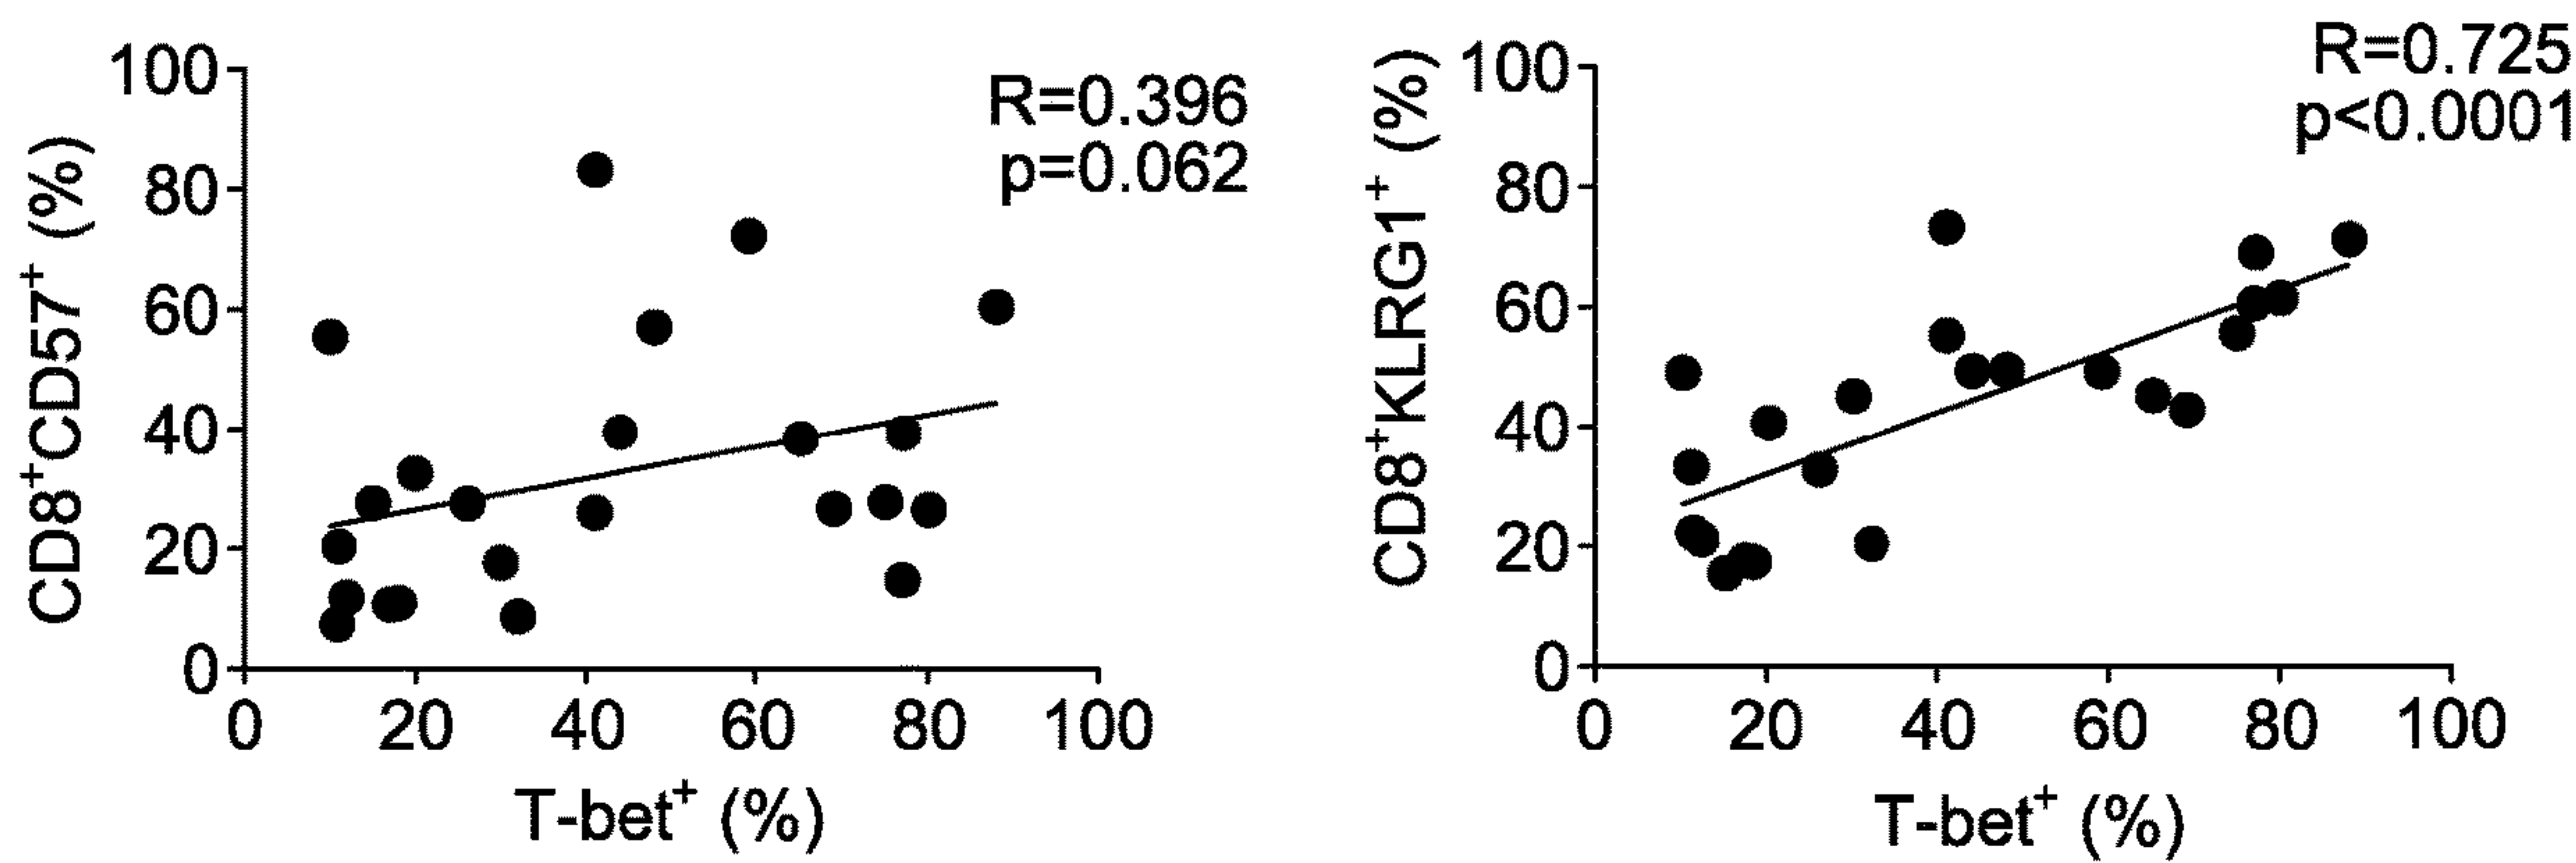 CD8⁺CD57⁺ (%)
100
80
60
40
20
0
R=0.396
p=0.062
0 20 40 60 80 100
T-bet⁺ (%)
CD8⁺KLRG1⁺ (%)
100
80
60
40
20
0
R=0.725
p<0.0001
0 20 40 60 80 100
T-bet⁺ (%)